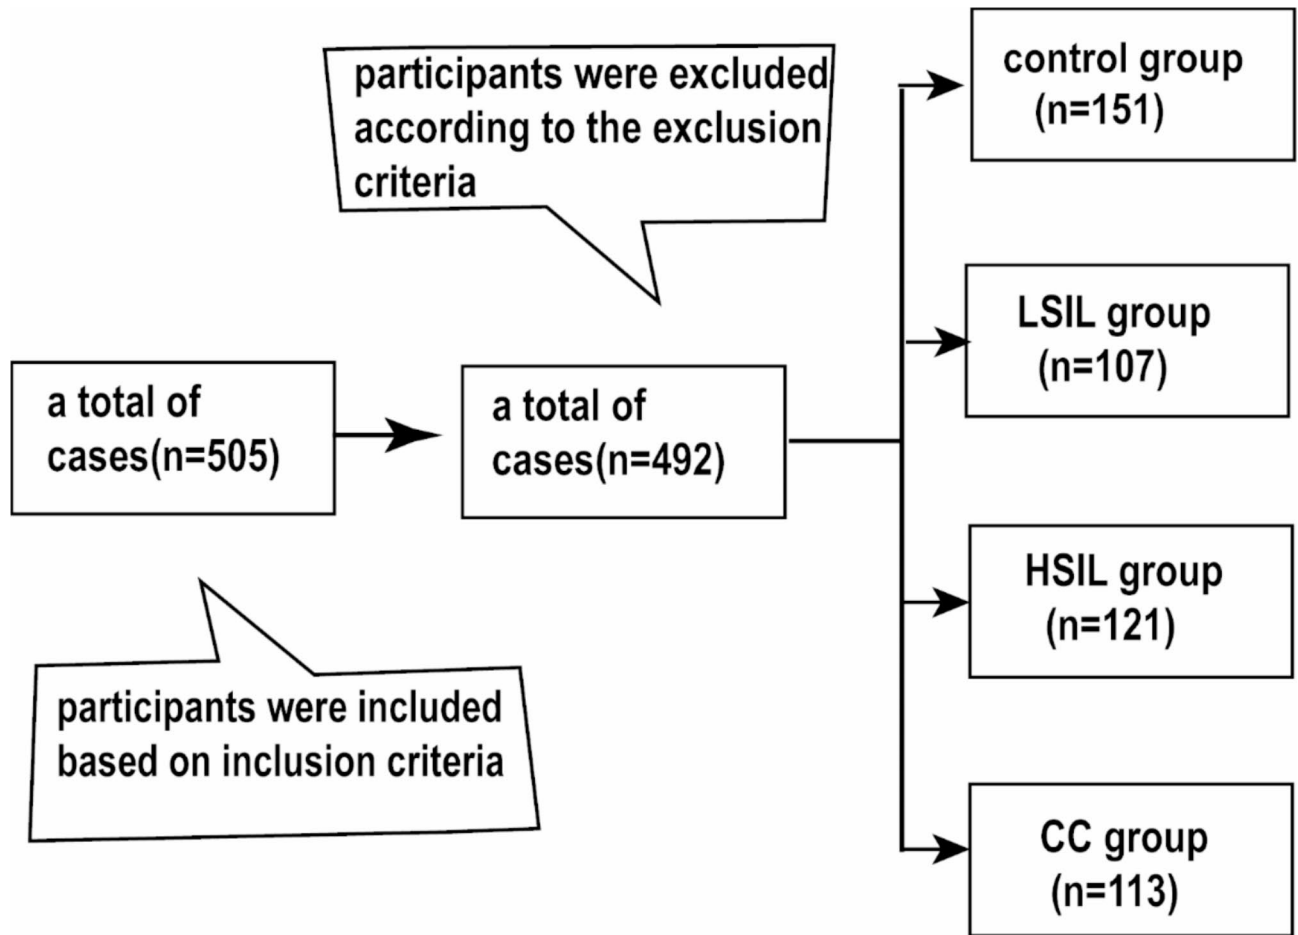 participants were excluded
according to the exclusion
criteria
control group
(n=151)
LSIL group
(n=107)
a total of
cases(n=505)
a total of
cases(n=492)
HSIL group
(n=121)
participants were included
based on inclusion criteria
CC group
(n=113)